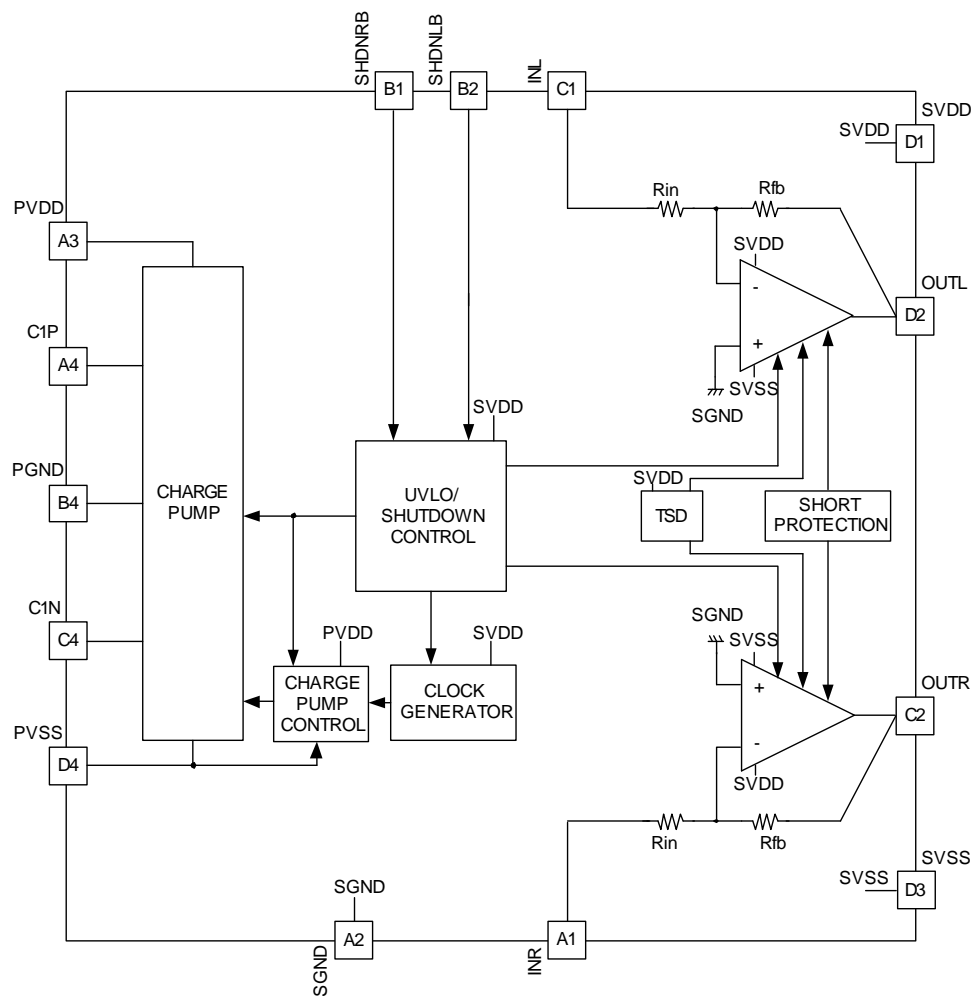 SHDNRB
SHDNLB
INL
B1
B2
C1
SVDD
SVDD
D1
PVDD
A3
Rin
Rfb
SVDD
-
OUTL
D2
C1P
A4
+
SVSS
SGND
SVDD
PGND
B4
CHARGE
PUMP
UVLO/
SHUTDOWN
CONTROL
SVDD
TSD
SHORT
PROTECTION
C1N
C4
PVDD
SVDD
SGND
SVSS
CHARGE
PUMP
CONTROL
CLOCK
GENERATOR
+
OUTR
C2
PVSS
D4
-
SVDD
Rin
Rfb
SVSS
SVSS
D3
SGND
A2
SGND
INR
A1